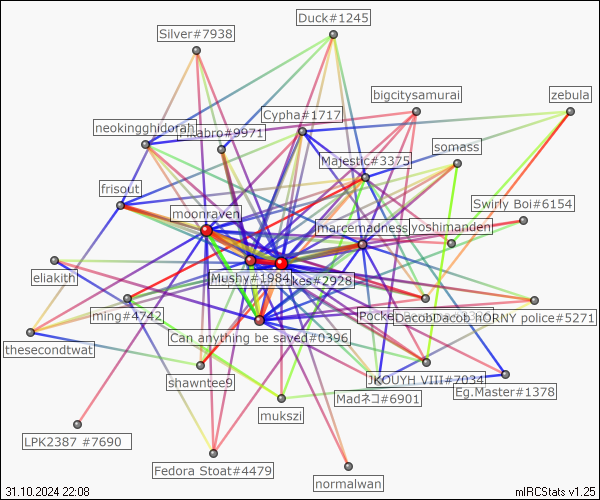 Duck#1245
Silver#7938
bigcitysamurai
zebula
Cypha#1717
neokingghidorah
#9971
somass
Majestic#3375
frisout
Swirly Boi#6154
moonraven
marcemadness
yoshimanden
eliakith
Mushy#1984
#2928
ming#4742
DacobDacob
hORNY police#5271
Can anything be saved#0396
thesecondtwat
shawntee9
JKOUYH VIII#7034
Eg.Master#1378
Madネコ#6901
mukszi
LPK2387 #7690
Fedora Stoat#4479
normalwan
31.10.2024 22:08
mIRCStats v1.25